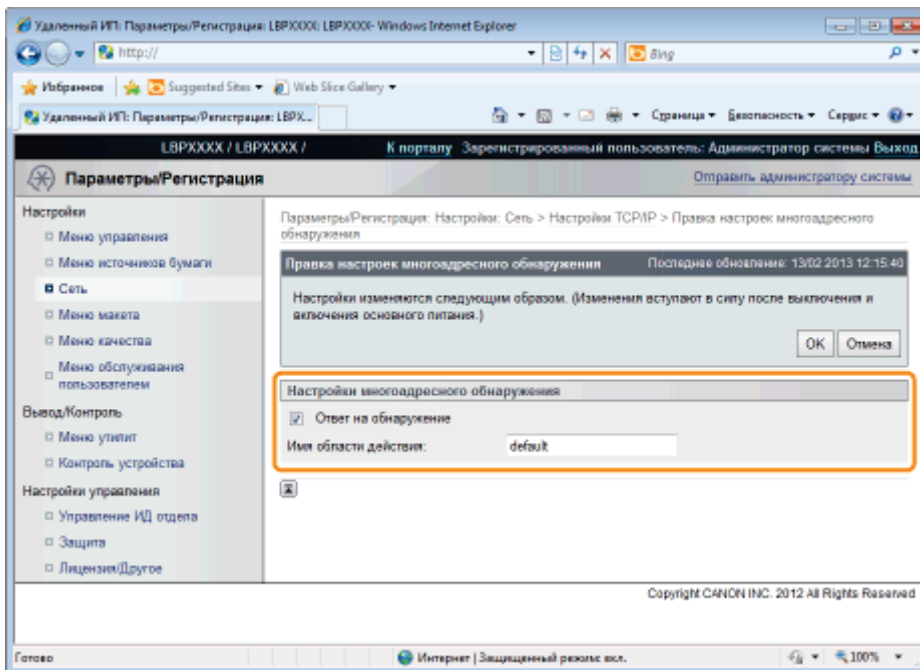 Удаленный ИП: Параметры/Регистрация: LBPXXXX: LBPXXXX- Windows Internet Explorer
http://
Bing
Избранное Suggested Sites Web Slice Gallery
Удаленный ИП: Параметры/Регистрация: LBPX...
Страница Безопасность Сервис
LBPXXXX / LBPXXXX / К порталу Зарегистрированный пользователь: Администратор системы Выход
Параметры/Регистрация
Отправить администратору системы
Настройки
Меню управления
Меню источников бумаги
Сеть
Меню макета
Меню качества
Меню обслуживания
пользователем
Вывод/Контроль
Меню утилит
Контроль устройства
Настройки управления
Управление ИД отдела
Защита
Лицензия/Другое
Параметры/Регистрация: Настройки: Сеть > Настройки TCP/IP > Правка настроек многоадресного
обнаружения
Правка настроек многоадресного обнаружения Последнее обновление: 13/02 2013 12:15:40
Настройки изменяются следующим образом. (Изменения вступают в силу после выключения и
включения основного питания.)
OK Отмена
Настройки многоадресного обнаружения
Ответ на обнаружение
Имя области действия: default
Copyright CANON INC. 2012 All Rights Reserved
Готово Интернет | Защищенный режим: вкл. 100%